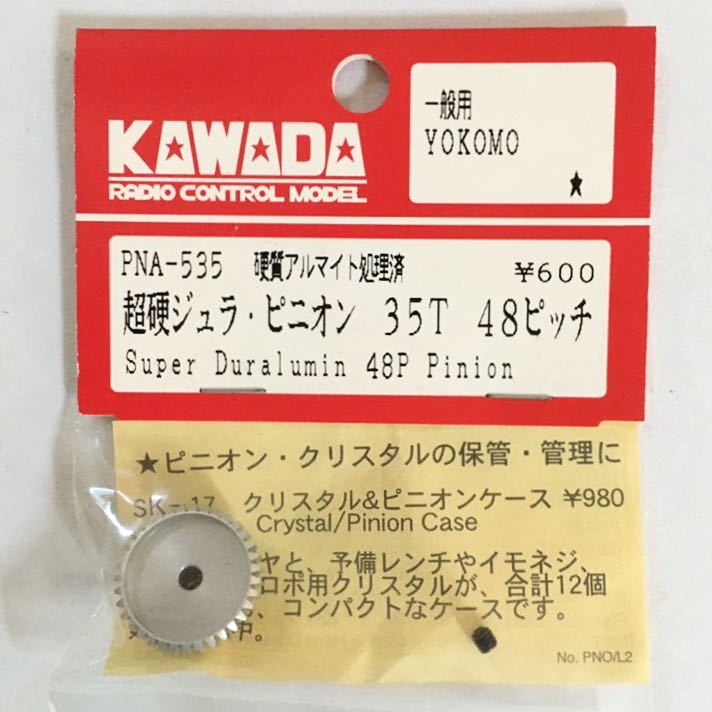 一般用
YOKOMO
★
KAWADA
RADIO CONTROL MODEL
PNA-535 硬質アルマイト処理済 ¥600
超硬ジュラ・ピニオン 35T 48ピッチ
Super Duralumin 48P Pinion
★ピニオン・クリスタルの保管・管理に
SK-17 クリスタル&ピニオンケース ¥980
Crystal/Pinion Case
ヤと、予備レンチやイモネジ、
ロポ用クリスタルが、合計12個
、コンパクトなケースです。
No. PNO/L2